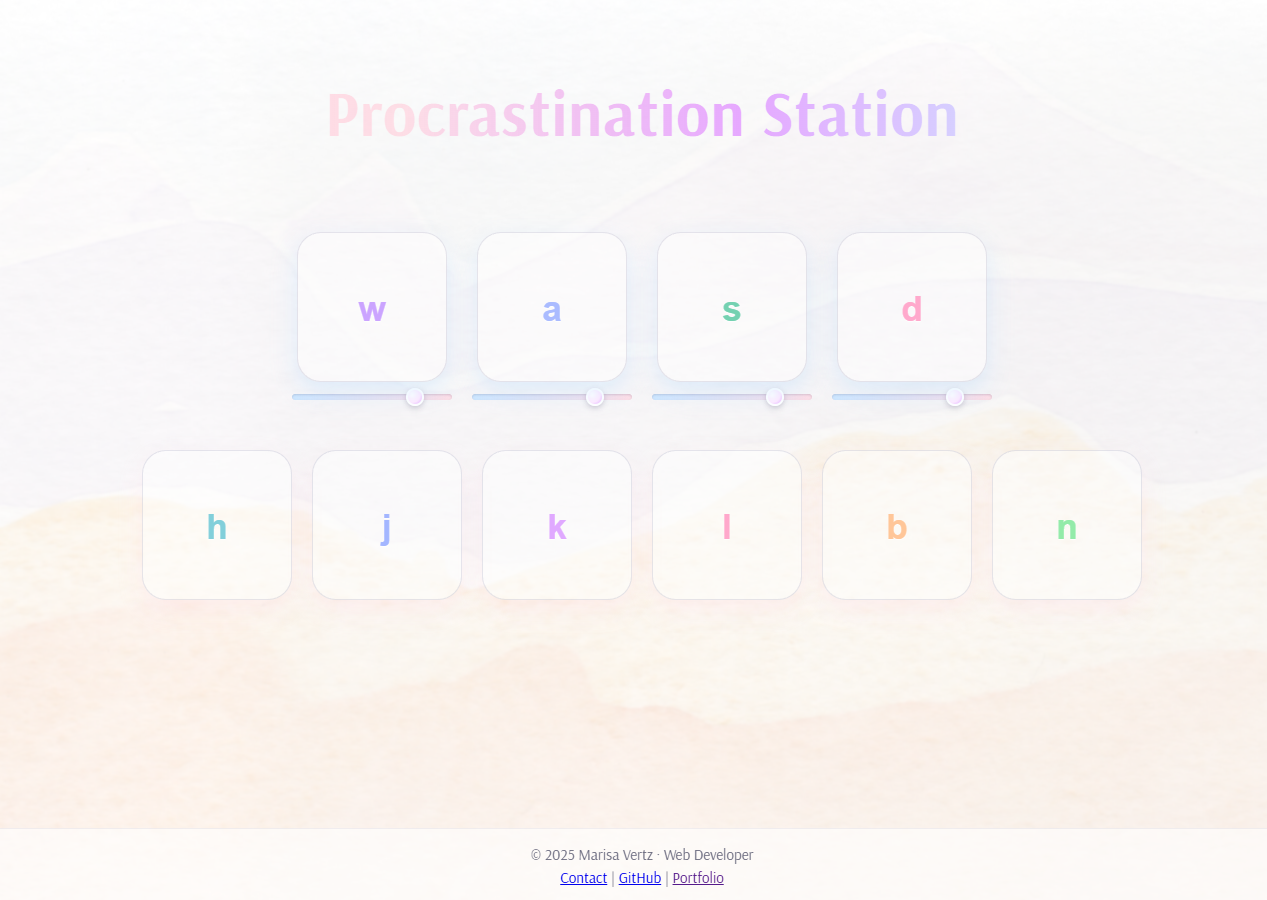 Procrastination Station
w a s d
h j k l b n
© 2025 Marisa Vertz · Web Developer
Contact | GitHub | Portfolio